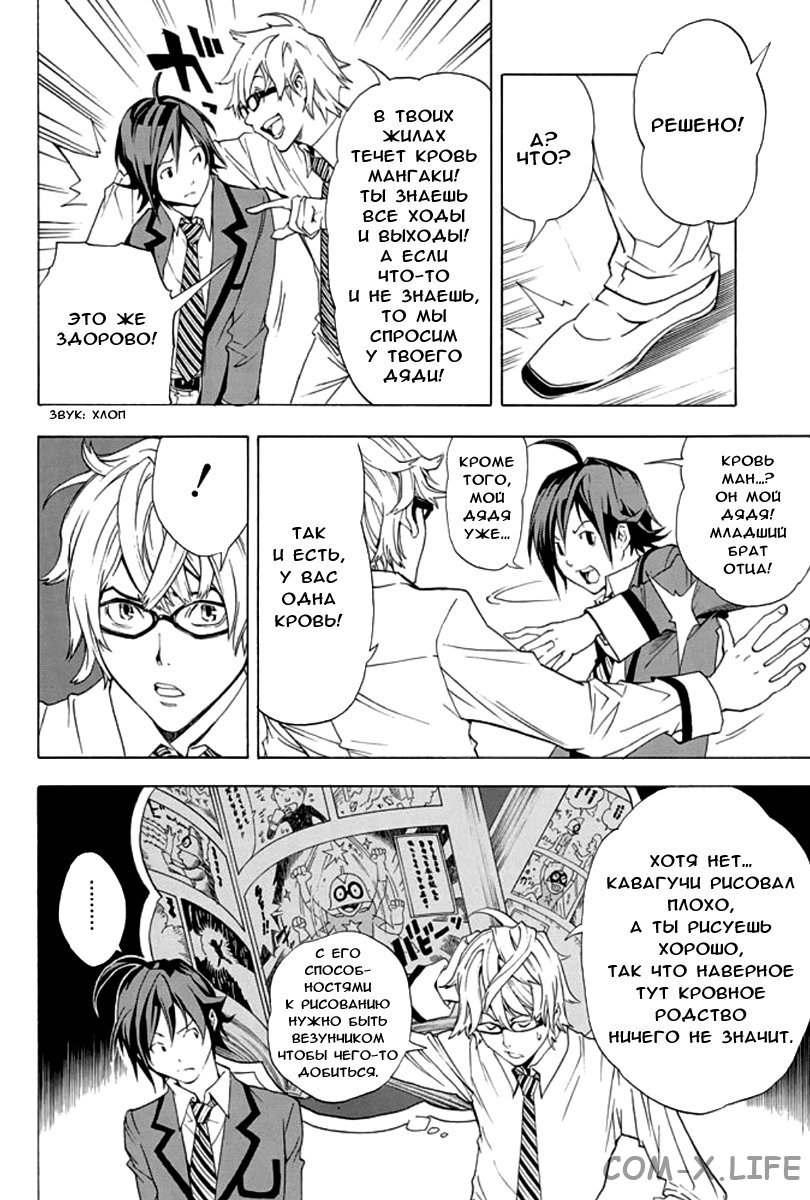 РЕШЕНО!
А?
ЧТО?
В ТВОИХ
ЖИЛАХ
ТЕЧЕТ КРОВЬ
МАНГАКИ!
ТЫ ЗНАЕШЬ
ВСЕ ХОДЫ
И ВЫХОДЫ!
А ЕСЛИ
ЧТО-ТО
И НЕ ЗНАЕШЬ,
ТО МЫ
СПРОСИМ
У ТВОЕГО
ДЯДИ!
ЭТО ЖЕ
ЗДОРОВО!
ガグ
ЗВУК: ХЛОП
КРОВЬ
МАН...?
ОН МОЙ
ДЯДЯ!
МЛАДШИЙ
БРАТ
ОТЦА!
КРОМЕ
ТОГО,
МОЙ
ДЯДЯ
УЖЕ...
ТАК
И ЕСТЬ,
У ВАС
ОДНА
КРОВЬ!
!
ХОТЯ НЕТ...
КАВАГУЧИ РИСОВАЛ
ПЛОХО,
А ТЫ РИСУЕШЬ
ХОРОШО,
ТАК ЧТО НАВЕРНОЕ
ТУТ КРОВНОЕ
РОДСТВО
НИЧЕГО НЕ ЗНАЧИТ.
С ЕГО
СПОСОБ-
НОСТЯМИ
К РИСОВАНИЮ
НУЖНО БЫТЬ
ВЕЗУНЧИКОМ
ЧТОБЫ ЧЕГО-ТО
ДОБИТЬСЯ.
........
COM-X.LIFE